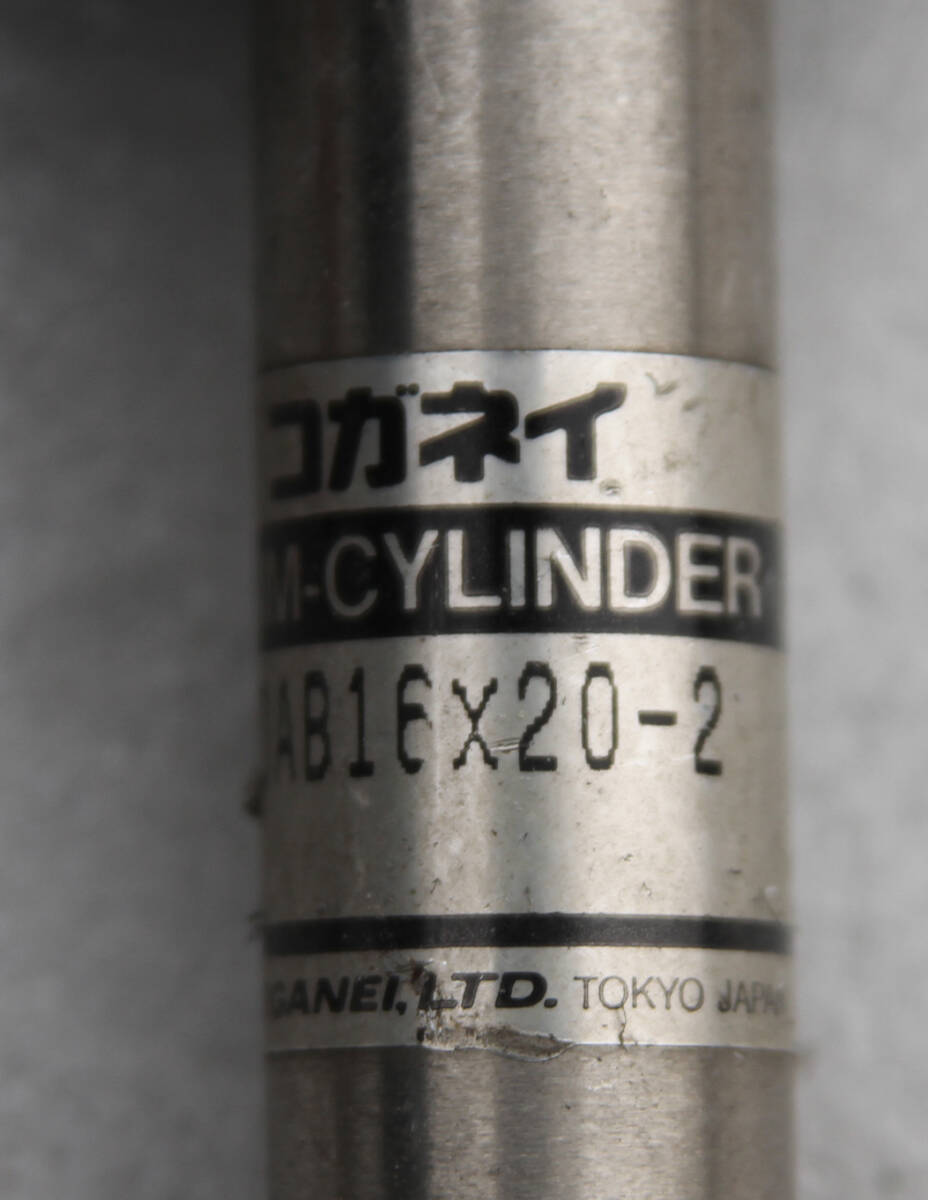 コガネイ
M-CYLINDER
AB16x20-2
GANEI,LTD. TOKYO JAPAN